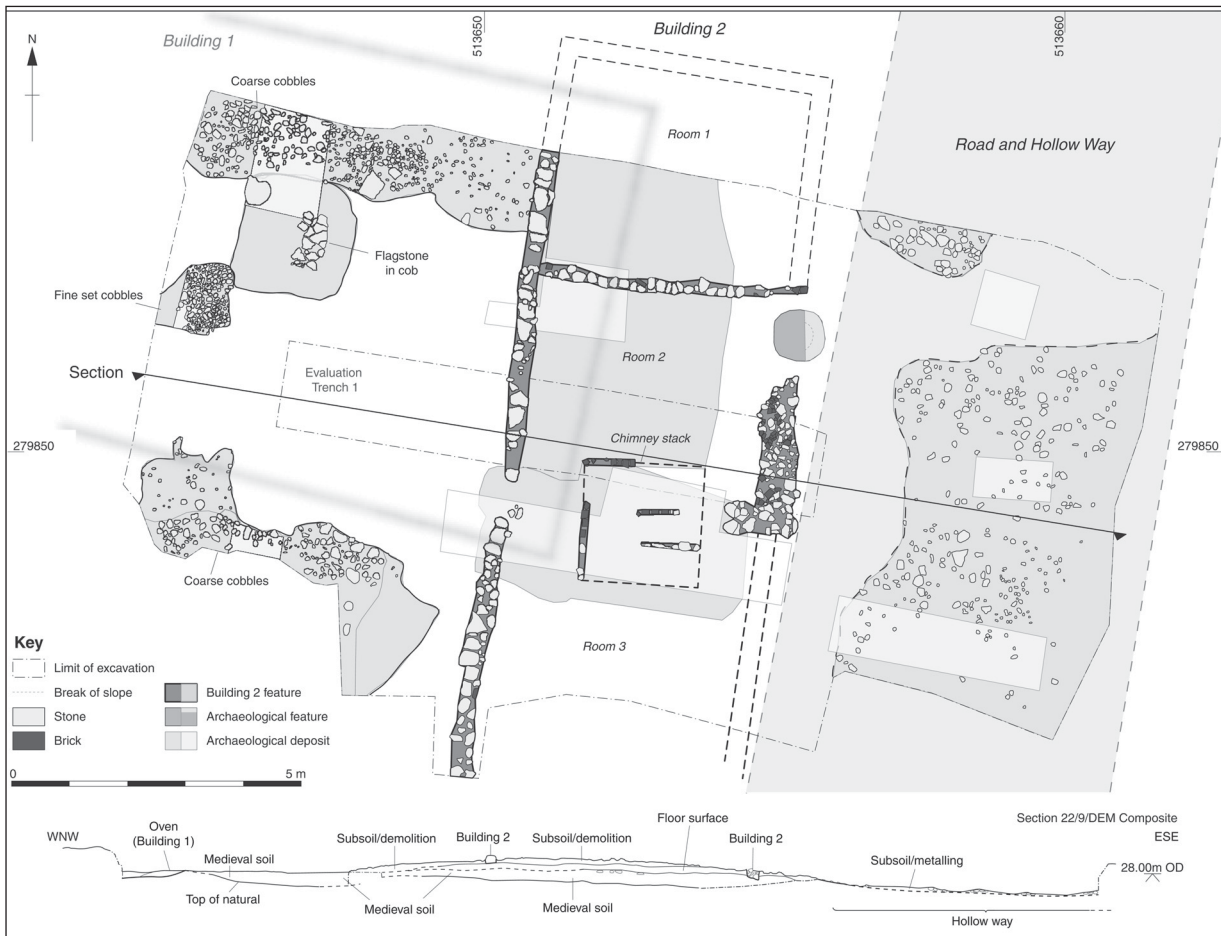 513650
513660
Building 1
Building 2
N
Coarse cobbles
Room 1
Road and Hollow Way
Flagstone
in cob
Fine set cobbles
Room 2
Section
Evaluation
Trench 1
Chimney stack
279850
279850
Coarse cobbles
Room 3
Key
Limit of excavation
Break of slope
Stone
Brick
Building 2 feature
Archaeological feature
Archaeological deposit
0
5 m
Section 22/9/DEM Composite
WNW
ESE
Oven
(Building 1)
Medieval soil
Top of natural
Subsoil/demolition
Building 2
Subsoil/demolition
Floor surface
Building 2
Subsoil/metalling
28.00m OD
Medieval soil
Medieval soil
Hollow way